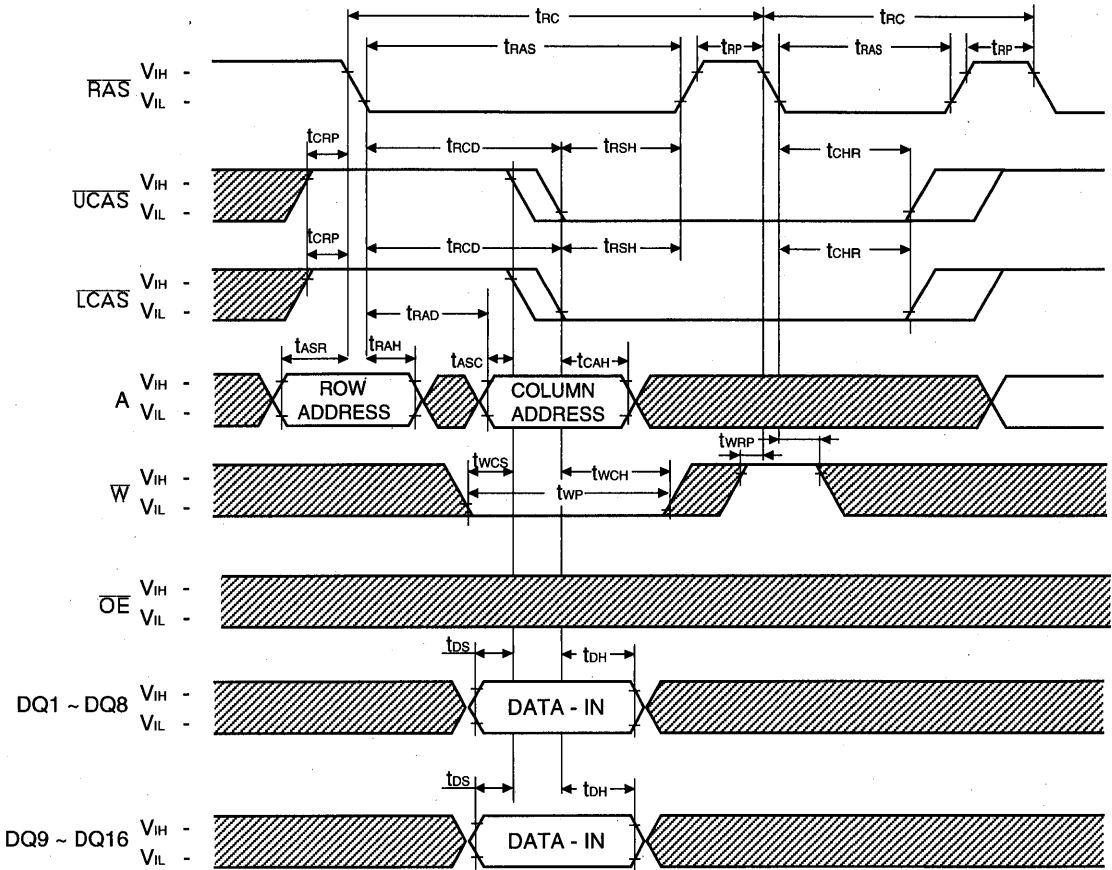 tRC tRC
tRAS tRP tRAS tRP
RAS VIH -
VIL -
tCRP tRCD tRSH tCHR
UCAS VIH -
VIL -
tCRP tRCD tRSH tCHR
LCAS VIH -
VIL -
tRAD
tASR tRAH tASC tCAH
A VIH -
VIL -
ROW
ADDRESS
COLUMN
ADDRESS
tWRP
tWCS tWCH
W VIH -
VIL -
tWP
OE VIH -
VIL -
tDS tDH
DQ1 ~ DQ8 VIH -
VIL -
DATA - IN
tDS tDH
DQ9 ~ DQ16 VIH -
VIL -
DATA - IN